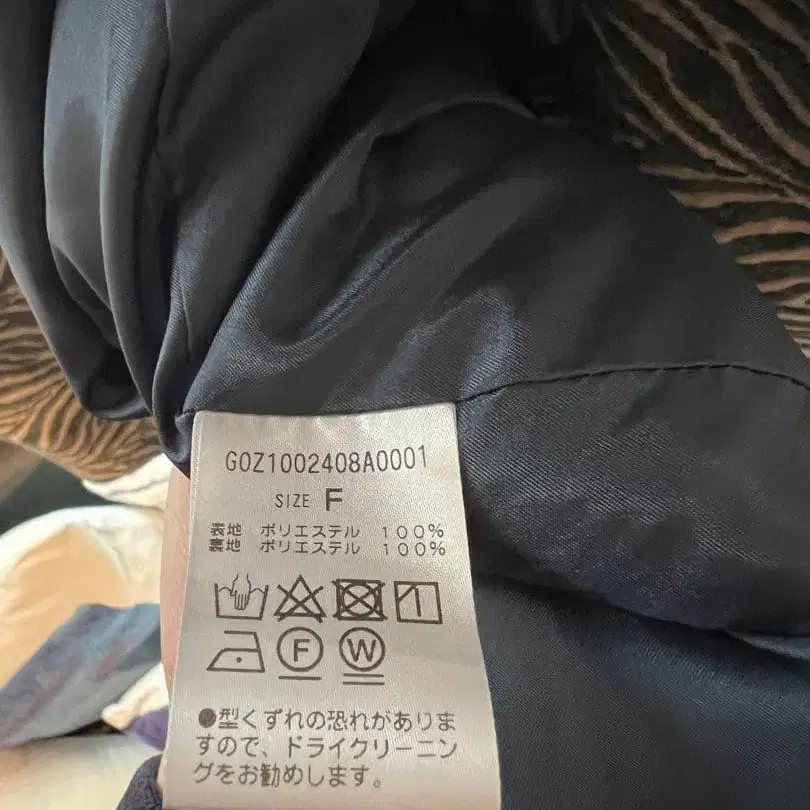 G0Z1002408A0001
SIZE F
表地 ポリエステル 100%
裏地 ポリエステル 100%
F W
●型くずれの恐れがありま
すので、ドライクリーニン
グをお勧めします。